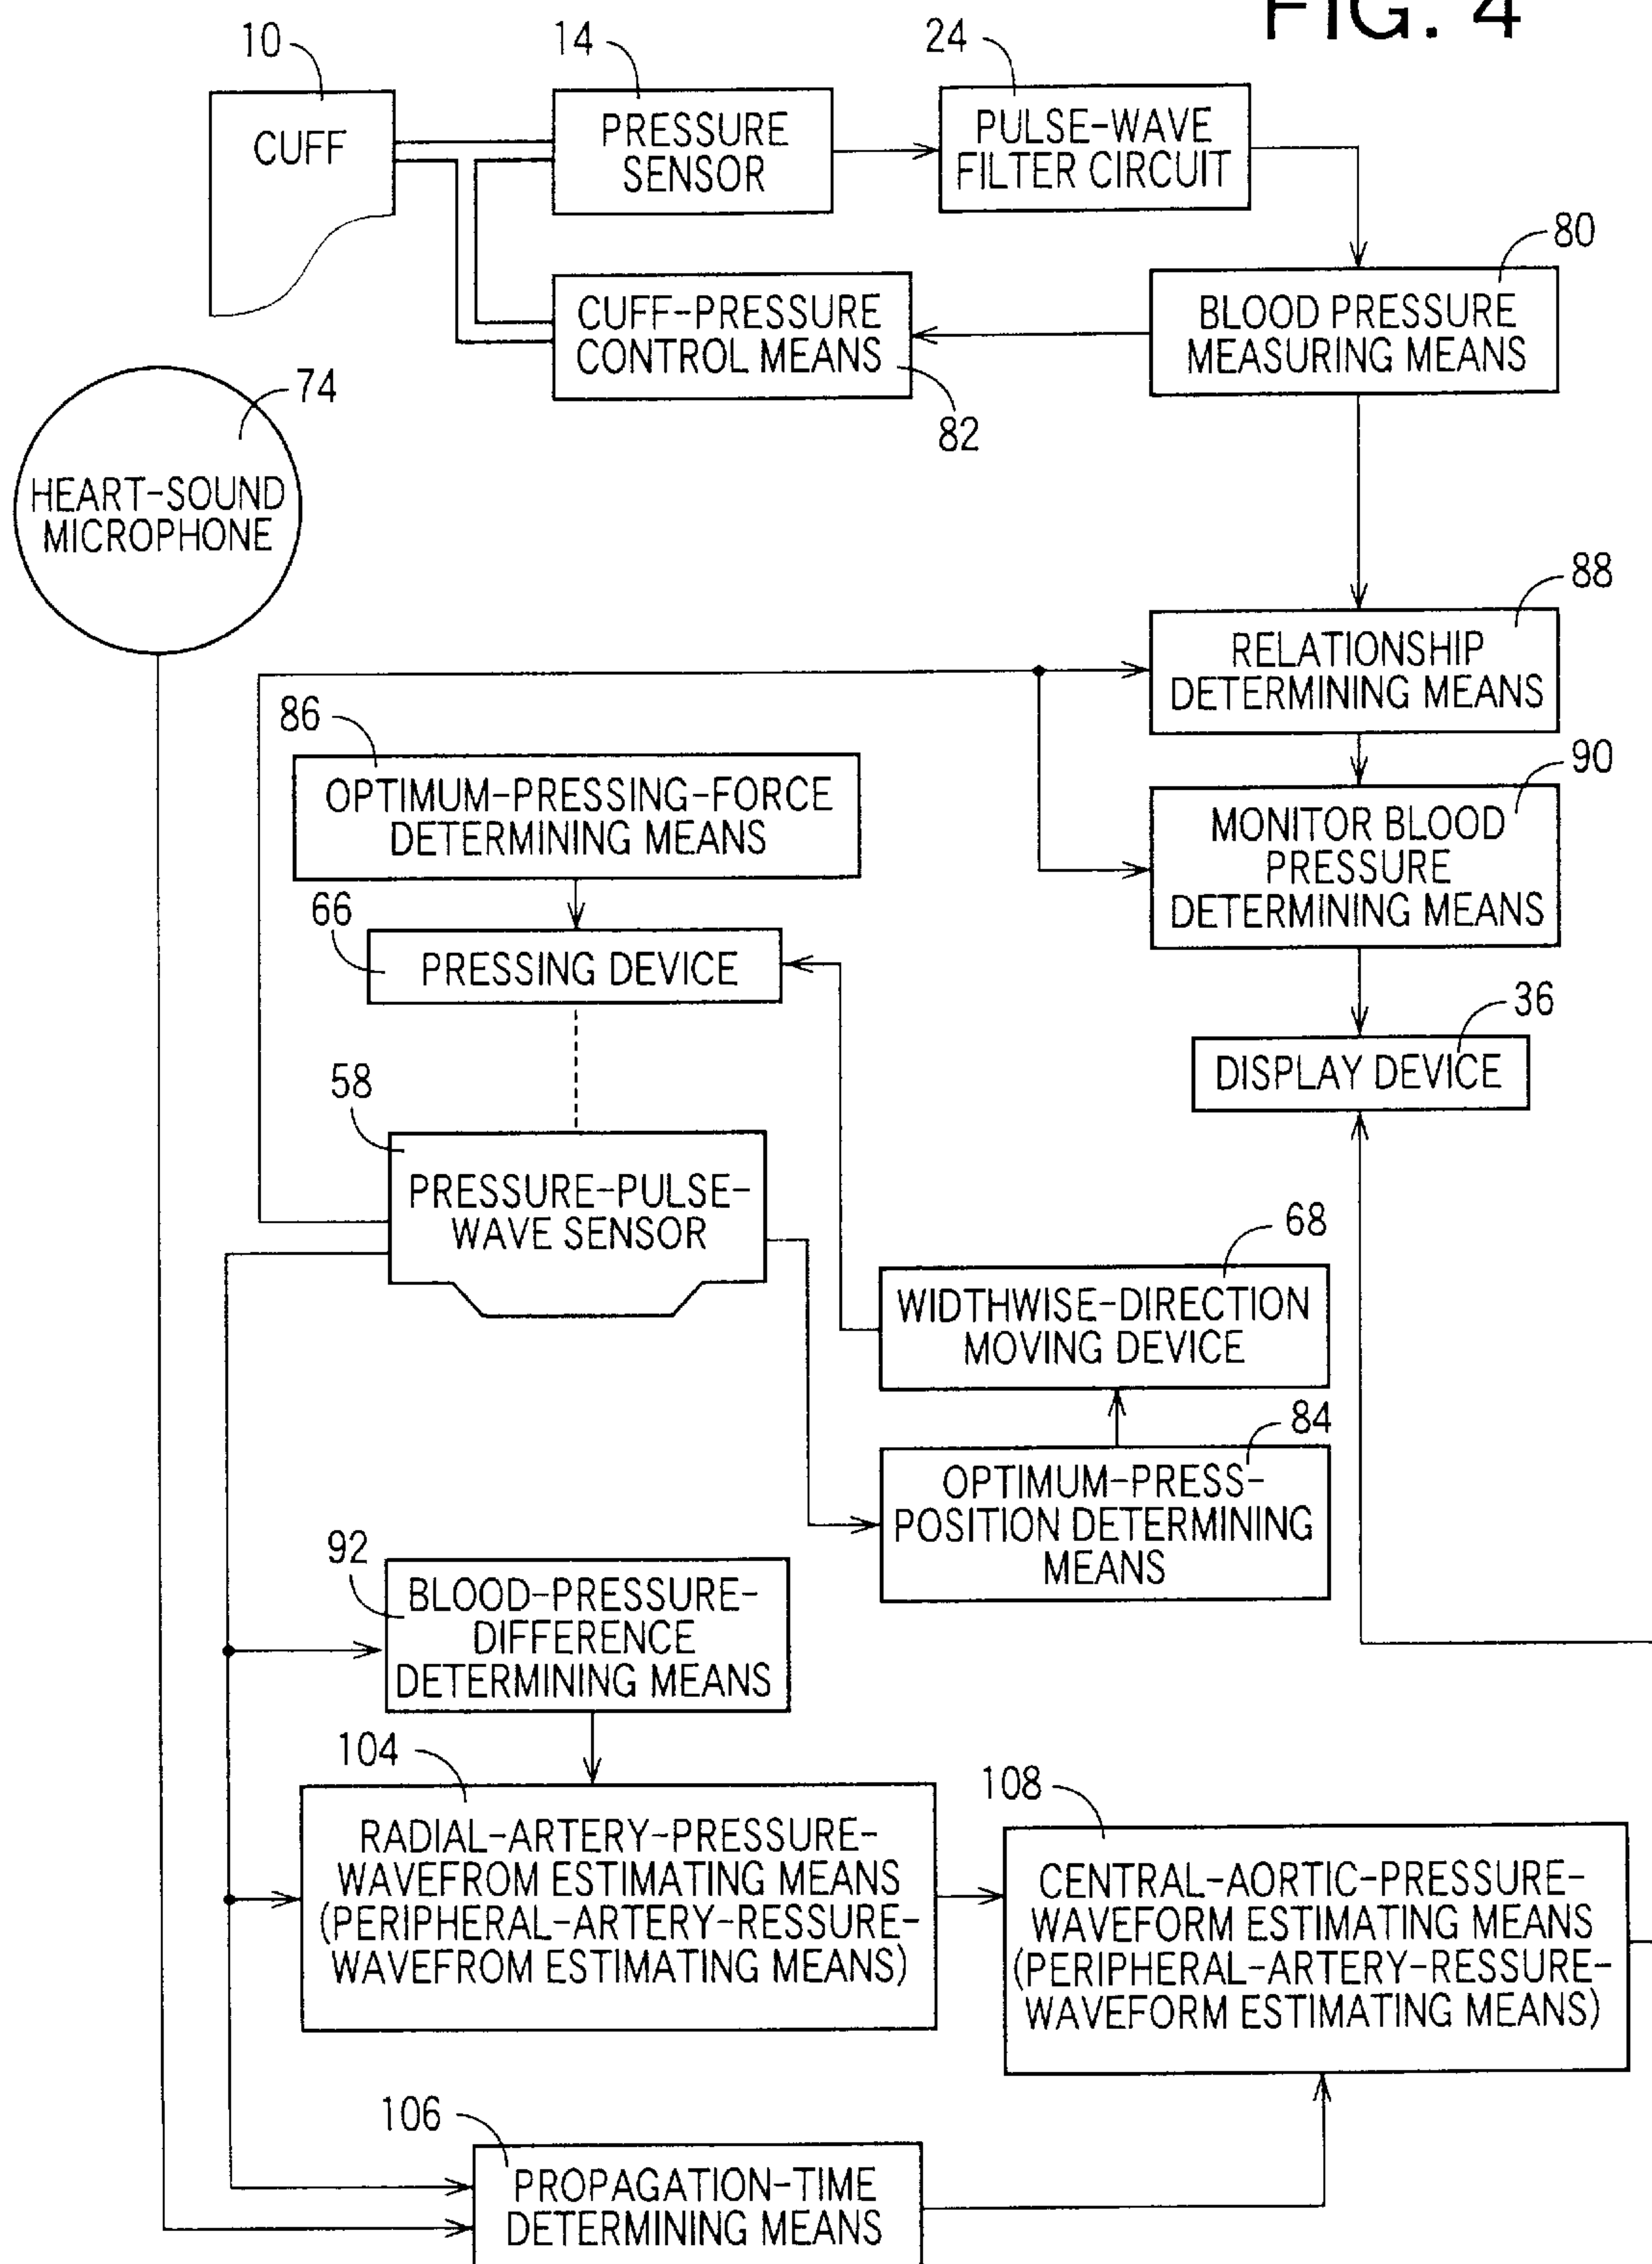 FIG. 4
10
14
24
CUFF
PRESSURE
SENSOR
PULSE-WAVE
FILTER CIRCUIT
80
CUFF-PRESSURE
CONTROL MEANS
82
BLOOD PRESSURE
MEASURING MEANS
74
HEART-SOUND
MICROPHONE
88
RELATIONSHIP
DETERMINING MEANS
86
OPTIMUM-PRESSING-FORCE
DETERMINING MEANS
90
MONITOR BLOOD
PRESSURE
DETERMINING MEANS
66
PRESSING DEVICE
36
DISPLAY DEVICE
58
PRESSURE-PULSE-
WAVE SENSOR
68
WIDTHWISE-DIRECTION
MOVING DEVICE
84
OPTIMUM-PRESS-
POSITION DETERMINING
MEANS
92
BLOOD-PRESSURE-
DIFFERENCE
DETERMINING MEANS
104
RADIAL-ARTERY-PRESSURE-
WAVEFROM ESTIMATING MEANS
(PERIPHERAL-ARTERY-RESSURE-
WAVEFROM ESTIMATING MEANS)
108
CENTRAL-AORTIC-PRESSURE-
WAVEFORM ESTIMATING MEANS
(PERIPHERAL-ARTERY-RESSURE-
WAVEFORM ESTIMATING MEANS)
106
PROPAGATION-TIME
DETERMINING MEANS